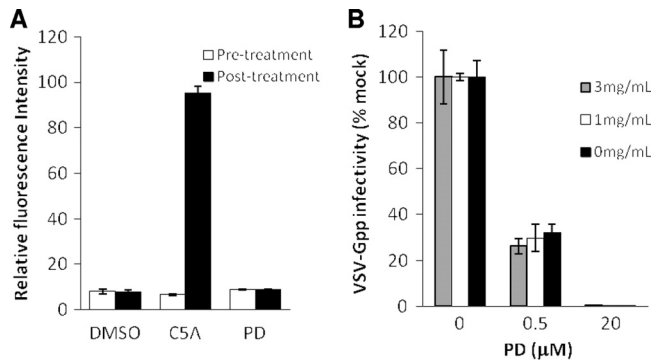 A
Relative fluorescence Intensity
120
100
80
60
40
20
0
Pre-treatment
Post-treatment
DMSO C5A PD
B
VSV-Gpp infectivity (% mock)
120
100
80
60
40
20
0
3mg/mL
1mg/mL
0mg/mL
0 0.5 20
PD (µM)